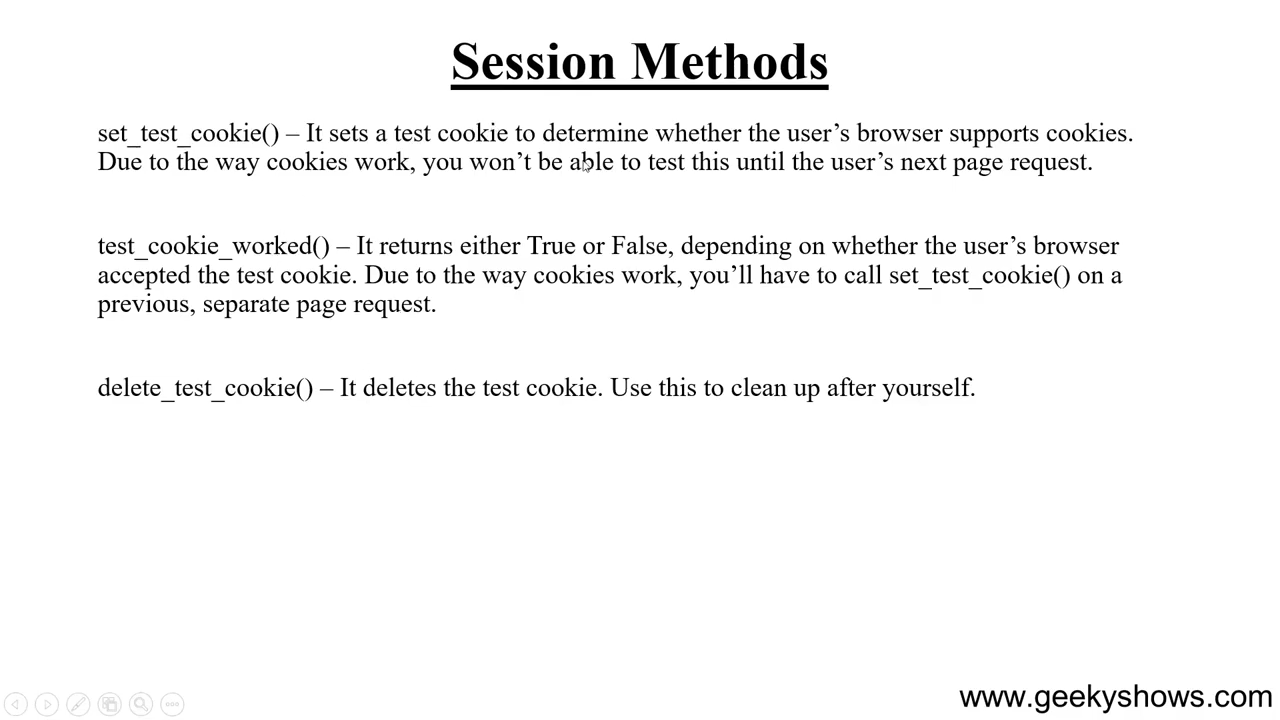 Session Methods
set_test_cookie() – It sets a test cookie to determine whether the user’s browser supports cookies.
Due to the way cookies work, you won’t be able to test this until the user’s next page request.
test_cookie_worked() – It returns either True or False, depending on whether the user’s browser
accepted the test cookie. Due to the way cookies work, you’ll have to call set_test_cookie() on a
previous, separate page request.
delete_test_cookie() – It deletes the test cookie. Use this to clean up after yourself.
www.geekyshows.com